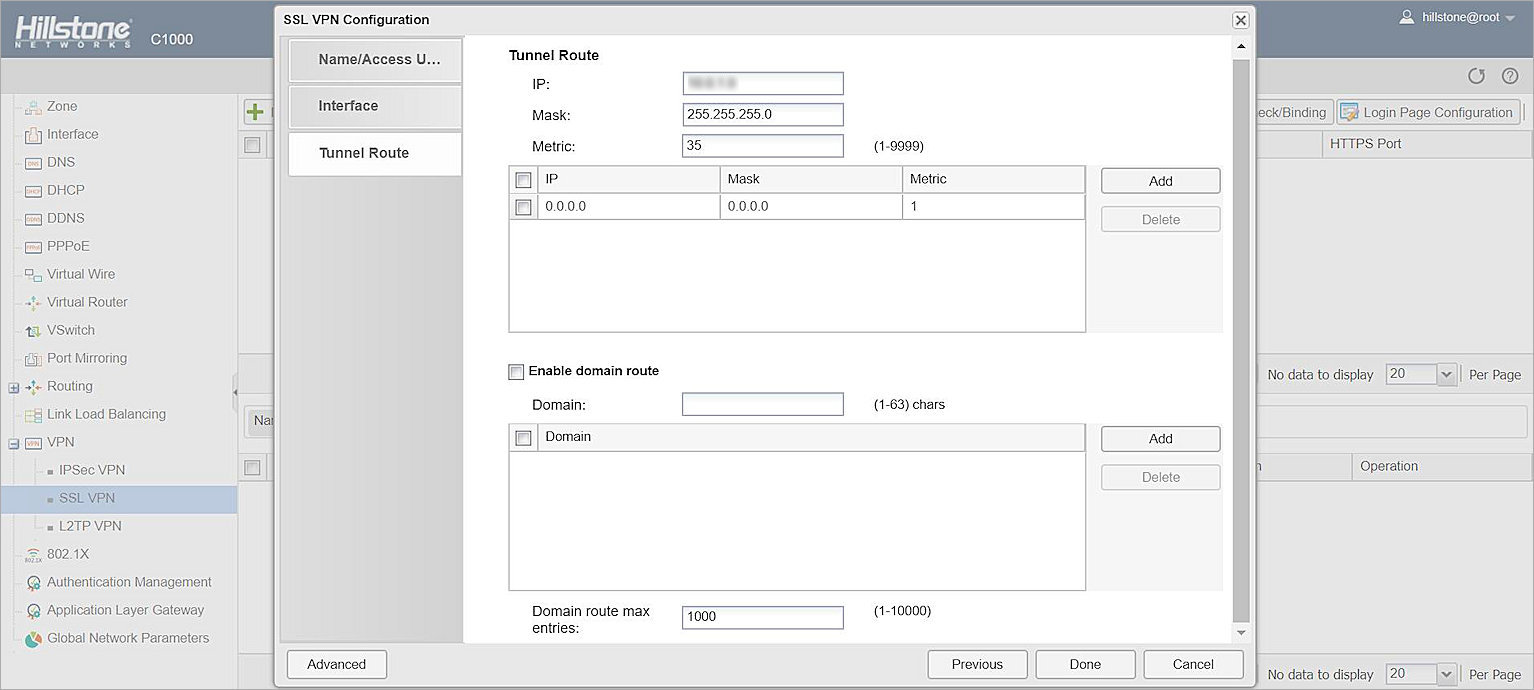 Hillstone
NETWORKS
C1000
hillstone@root
SSL VPN Configuration
Name/Access U...
Interface
Tunnel Route
Zone
Interface
DNS
DHCP
DDNS
PPPoE
Virtual Wire
Virtual Router
VSwitch
Port Mirroring
Routing
Link Load Balancing
VPN
IPSec VPN
SSL VPN
L2TP VPN
802.1X
Authentication Management
Application Layer Gateway
Global Network Parameters
Tunnel Route
IP:
Mask: 255.255.255.0
Metric: 35 (1-9999)
IP Mask Metric
0.0.0.0 0.0.0.0 1
Add
Delete
Enable domain route
Domain: (1-63) chars
Domain
Add
Delete
Domain route max
entries: 1000 (1-10000)
Advanced
Previous Done Cancel
eck/Binding Login Page Configuration
HTTPS Port
No data to display 20 Per Page
Nar
Operation
No data to display 20 Per Page